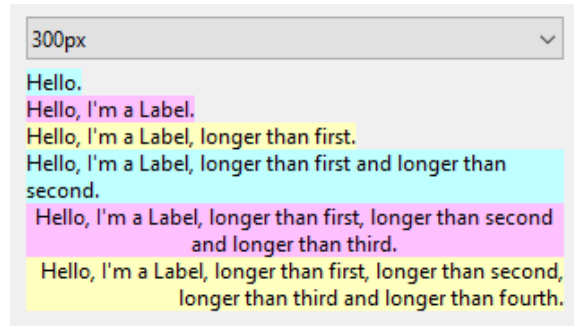 300px
Hello.
Hello, I'm a Label.
Hello, I'm a Label, longer than first.
Hello, I'm a Label, longer than first and longer than
second.
Hello, I'm a Label, longer than first, longer than second
and longer than third.
Hello, I'm a Label, longer than first, longer than second,
longer than third and longer than fourth.